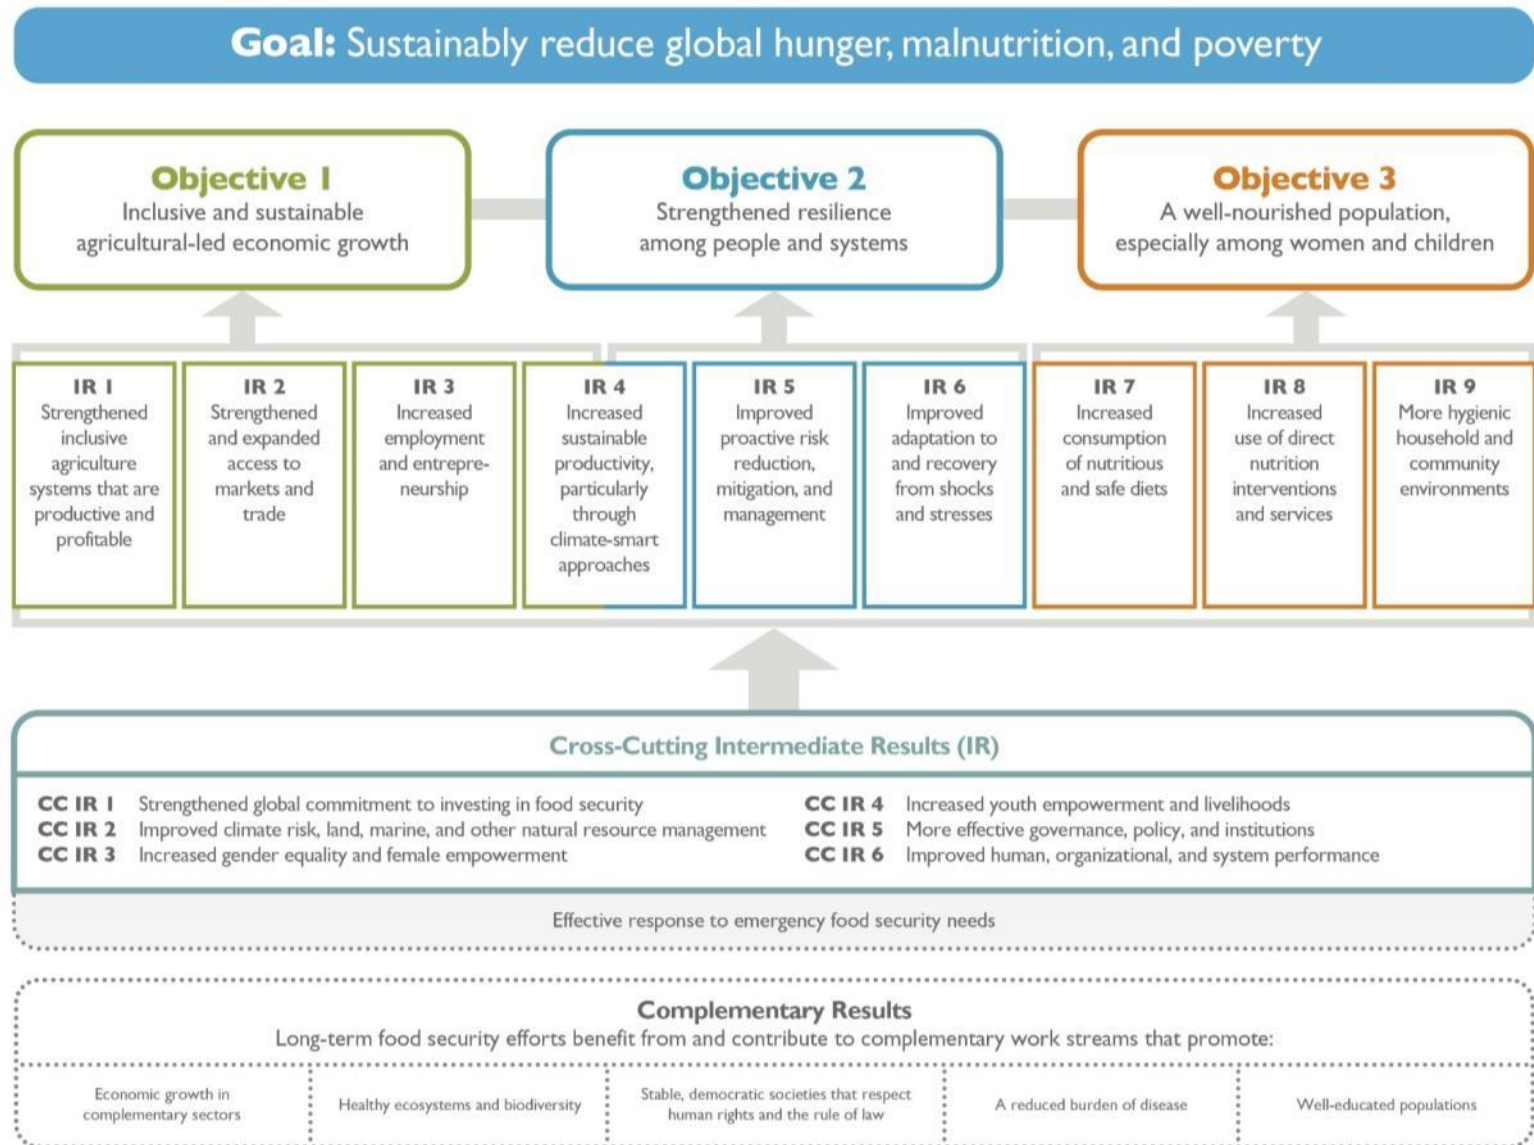 Goal: Sustainably reduce global hunger, malnutrition, and poverty
Objective 1
Inclusive and sustainable
agricultural-led economic growth
Objective 2
Strengthened resilience
among people and systems
Objective 3
A well-nourished population,
especially among women and children
IR 1
Strengthened
inclusive
agriculture
systems that are
productive and
profitable
IR 2
Strengthened
and expanded
access to
markets and
trade
IR 3
Increased
employment
and entrepre-
neurship
IR 4
Increased
sustainable
productivity,
particularly
through
climate-smart
approaches
IR 5
Improved
proactive risk
reduction,
mitigation, and
management
IR 6
Improved
adaptation to
and recovery
from shocks
and stresses
IR 7
Increased
consumption
of nutritious
and safe diets
IR 8
Increased
use of direct
nutrition
interventions
and services
IR 9
More hygienic
household and
community
environments
Cross-Cutting Intermediate Results (IR)
CC IR 1 Strengthened global commitment to investing in food security
CC IR 2 Improved climate risk, land, marine, and other natural resource management
CC IR 3 Increased gender equality and female empowerment
CC IR 4 Increased youth empowerment and livelihoods
CC IR 5 More effective governance, policy, and institutions
CC IR 6 Improved human, organizational, and system performance
Effective response to emergency food security needs
Complementary Results
Long-term food security efforts benefit from and contribute to complementary work streams that promote:
Economic growth in
complementary sectors
Healthy ecosystems and biodiversity
Stable, democratic societies that respect
human rights and the rule of law
A reduced burden of disease
Well-educated populations